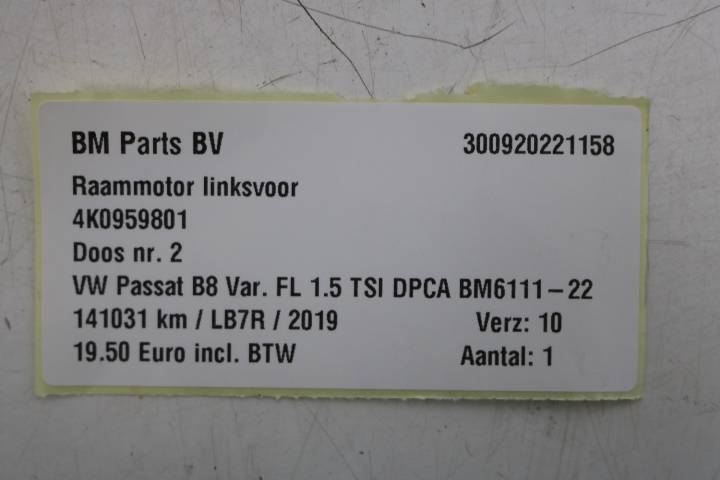 BM Parts BV 300920221158
Raammotor linksvoor
4K0959801
Doos nr. 2
VW Passat B8 Var. FL 1.5 TSI DPCA BM6111-22
141031 km / LB7R / 2019 Verz: 10
19.50 Euro incl. BTW Aantal: 1